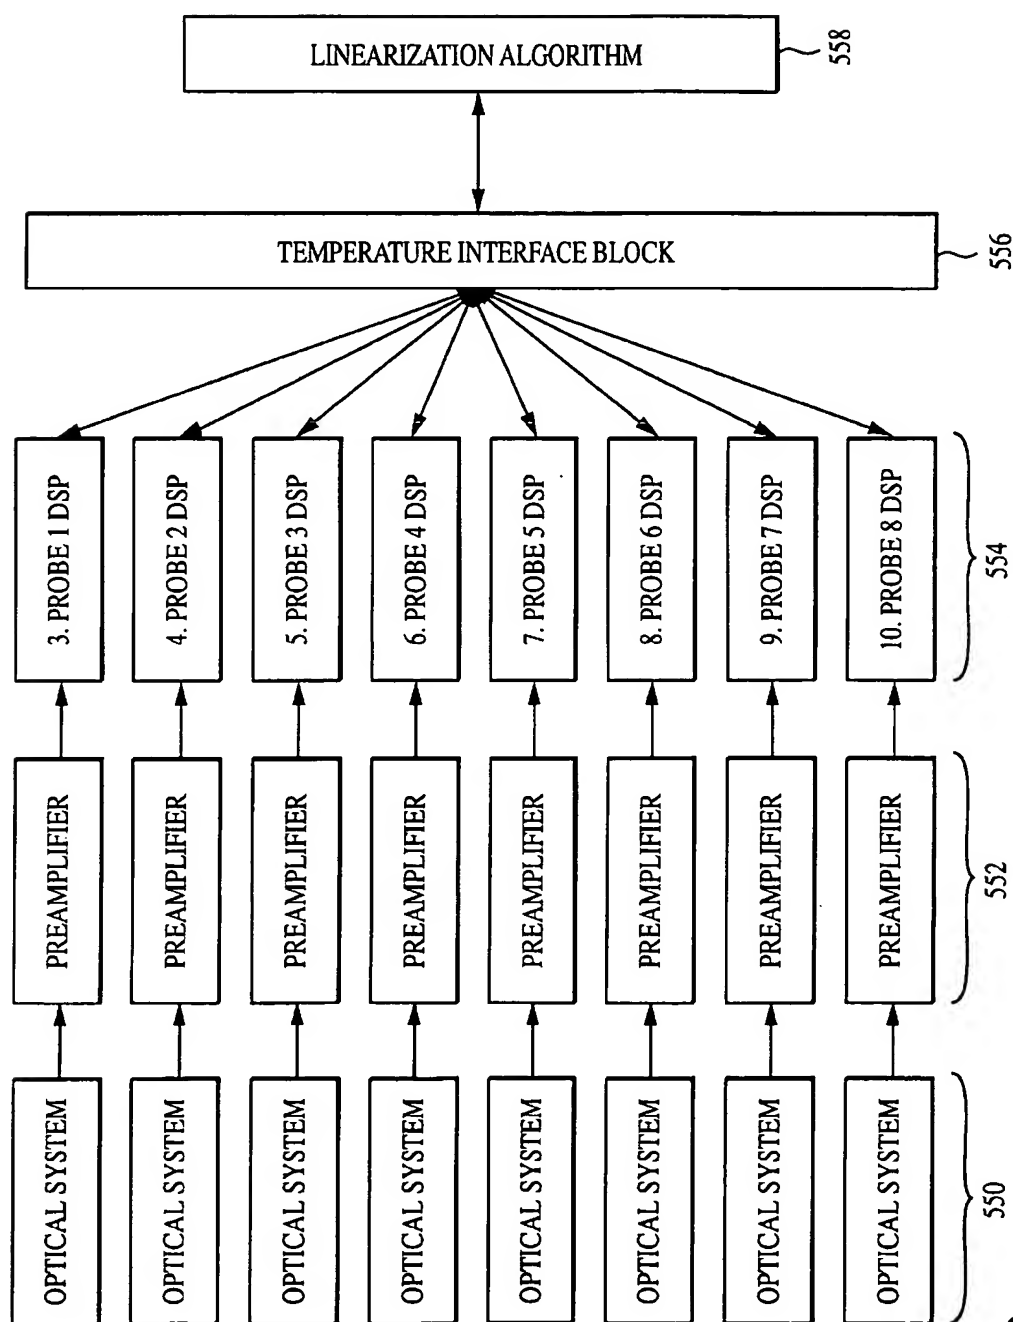 LINEARIZATION ALGORITHM
558
TEMPERATURE INTERFACE BLOCK
556
3. PROBE 1 DSP
4. PROBE 2 DSP
5. PROBE 3 DSP
6. PROBE 4 DSP
7. PROBE 5 DSP
8. PROBE 6 DSP
9. PROBE 7 DSP
10. PROBE 8 DSP
554
PREAMPLIFIER
PREAMPLIFIER
PREAMPLIFIER
PREAMPLIFIER
PREAMPLIFIER
PREAMPLIFIER
PREAMPLIFIER
PREAMPLIFIER
552
OPTICAL SYSTEM
OPTICAL SYSTEM
OPTICAL SYSTEM
OPTICAL SYSTEM
OPTICAL SYSTEM
OPTICAL SYSTEM
OPTICAL SYSTEM
OPTICAL SYSTEM
550